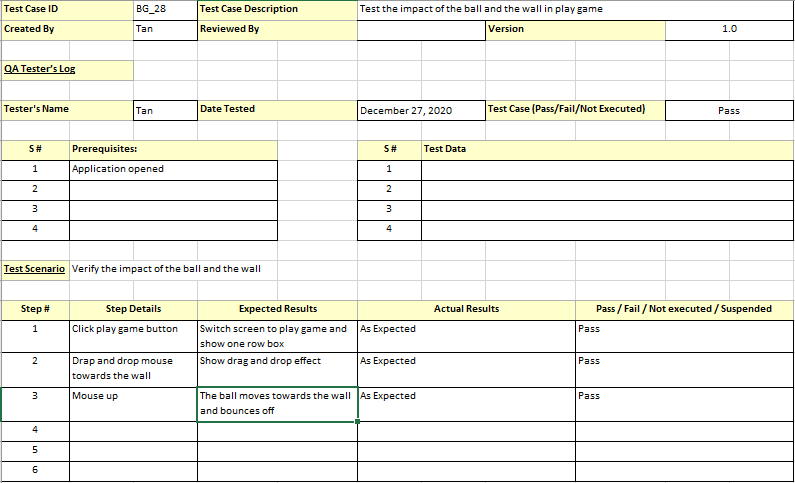 Test Case ID BG_28 Test Case Description Test the impact of the ball and the wall in play game
Created By Tan Reviewed By Version 1.0
QA Tester's Log
Tester's Name Tan Date Tested December 27, 2020 Test Case (Pass/Fail/Not Executed) Pass
S # Prerequisites: S # Test Data
1 Application opened 1
2 2
3 3
4 4
Test Scenario Verify the impact of the ball and the wall
Step # Step Details Expected Results Actual Results Pass / Fail / Not executed / Suspended
1 Click play game button Switch screen to play game and As Expected Pass
show one row box
2 Drap and drop mouse Show drag and drop effect As Expected Pass
towards the wall
3 Mouse up The ball moves towards the wall As Expected Pass
and bounces off
4
5
6